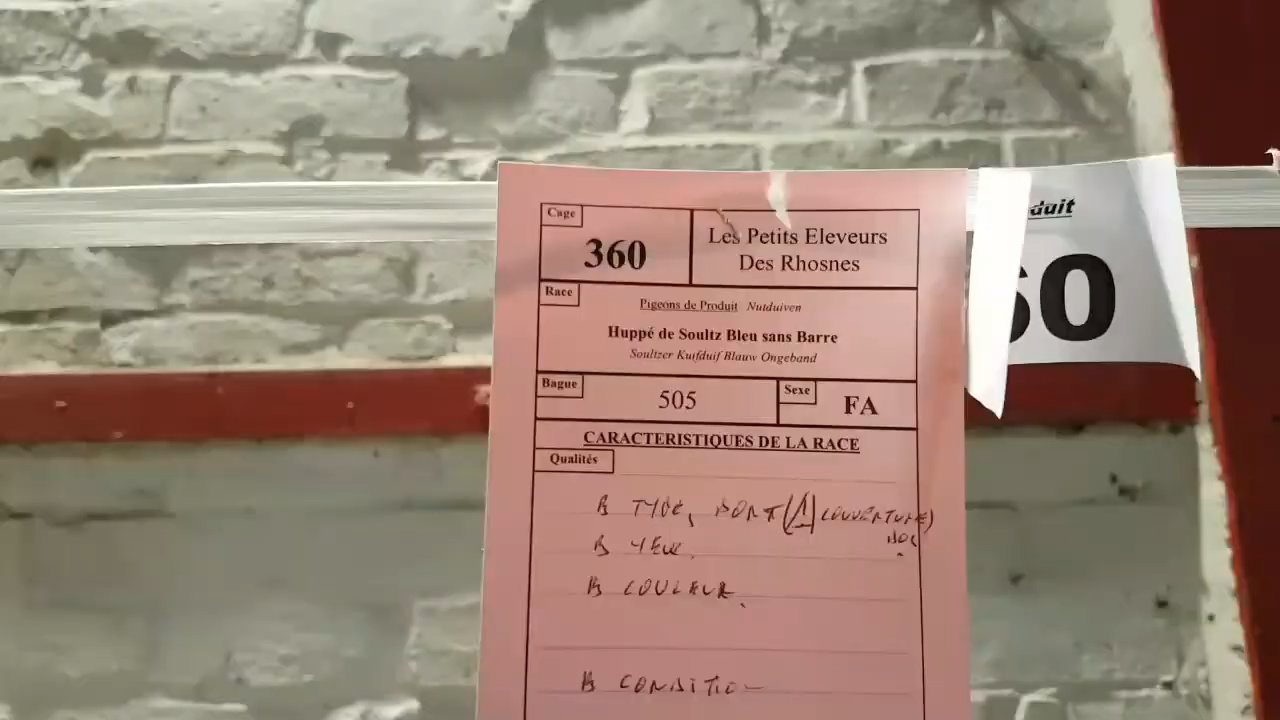 Cage
360
Les Petits Eleveurs
Des Rhosnes
Race
Pigeons de Produit Nutduiven
Huppé de Soultz Bleu sans Barre
Soultzer Kuifduif Blauw Ongeband
Bague
505
Sexe
FA
CARACTERISTIQUES DE LA RACE
Qualités
B TYPE, PORT (⚠ COUVERTURE)
DOS
B YEUX.
B COULEUR.
B CONDITION
duit
60